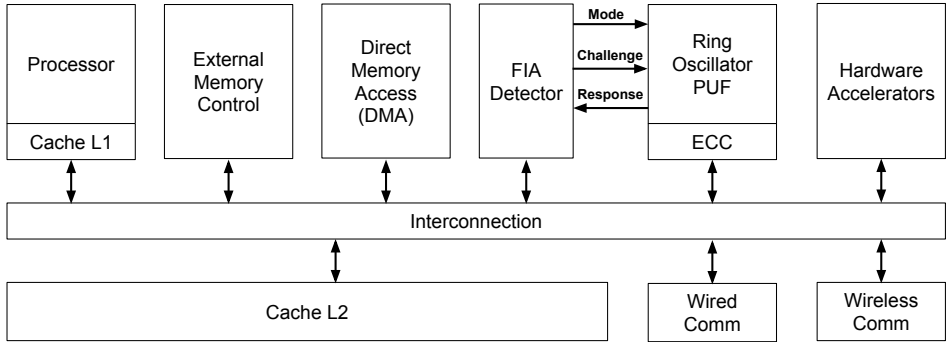 Processor
Cache L1
External
Memory
Control
Direct
Memory
Access
(DMA)
FIA
Detector
Mode
Challenge
Response
Ring
Oscillator
PUF
ECC
Hardware
Accelerators
Interconnection
Cache L2
Wired
Comm
Wireless
Comm